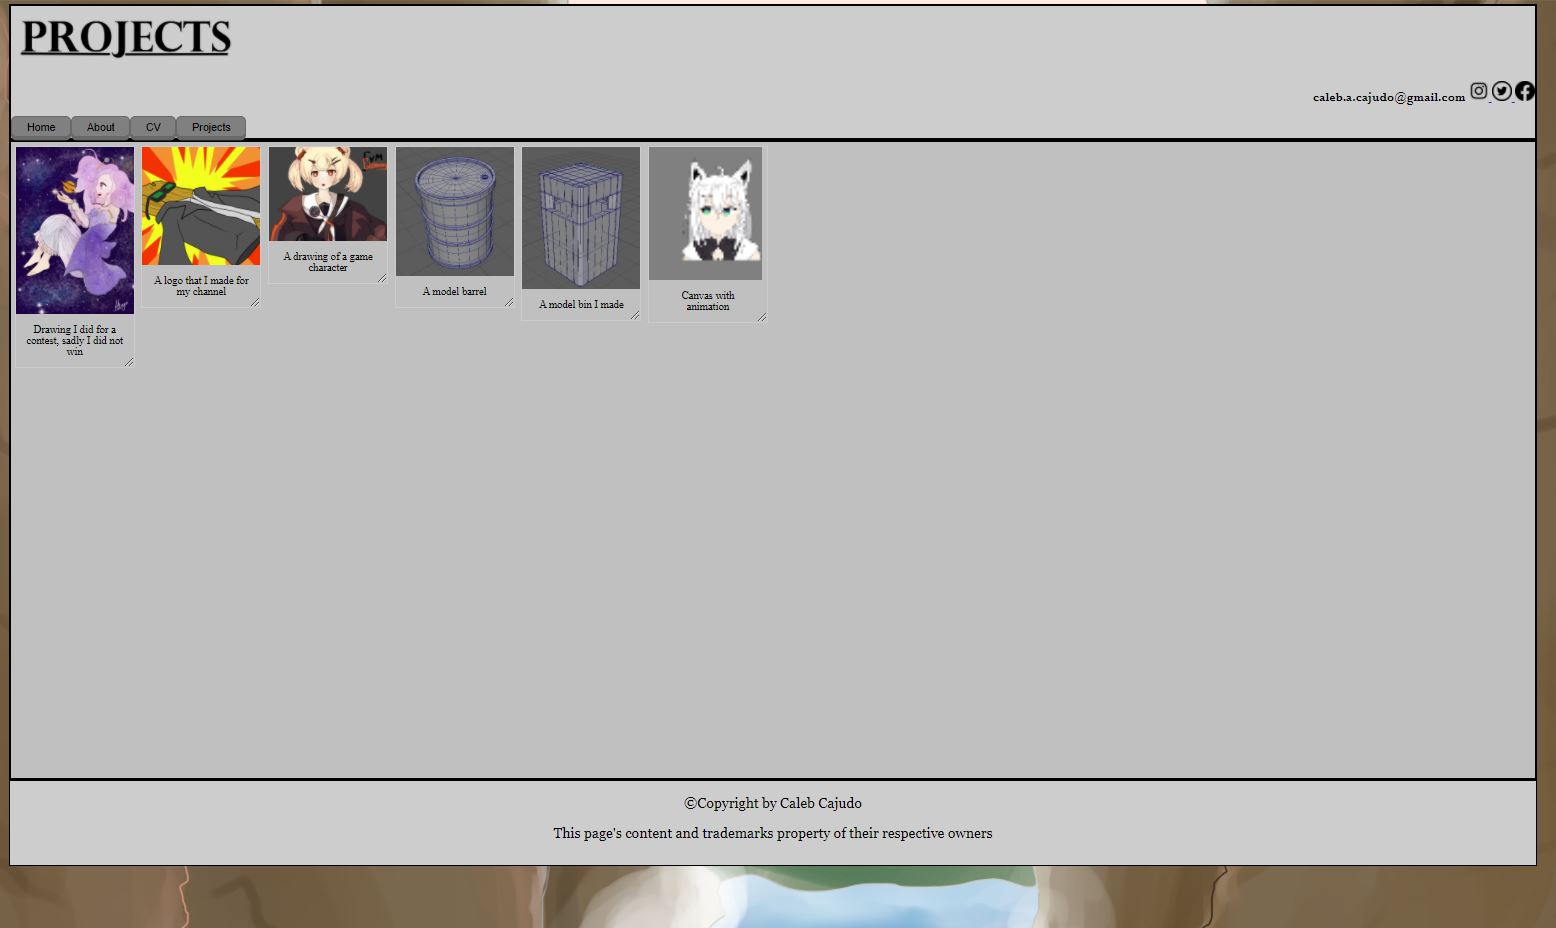 PROJECTS
caleb.a.cajudo@gmail.com
Home About CV Projects
Drawing I did for a
contest, sadly I did not
win
A logo that I made for
my channel
A drawing of a game
character
A model barrel
A model bin I made
Canvas with
animation
©Copyright by Caleb Cajudo
This page's content and trademarks property of their respective owners